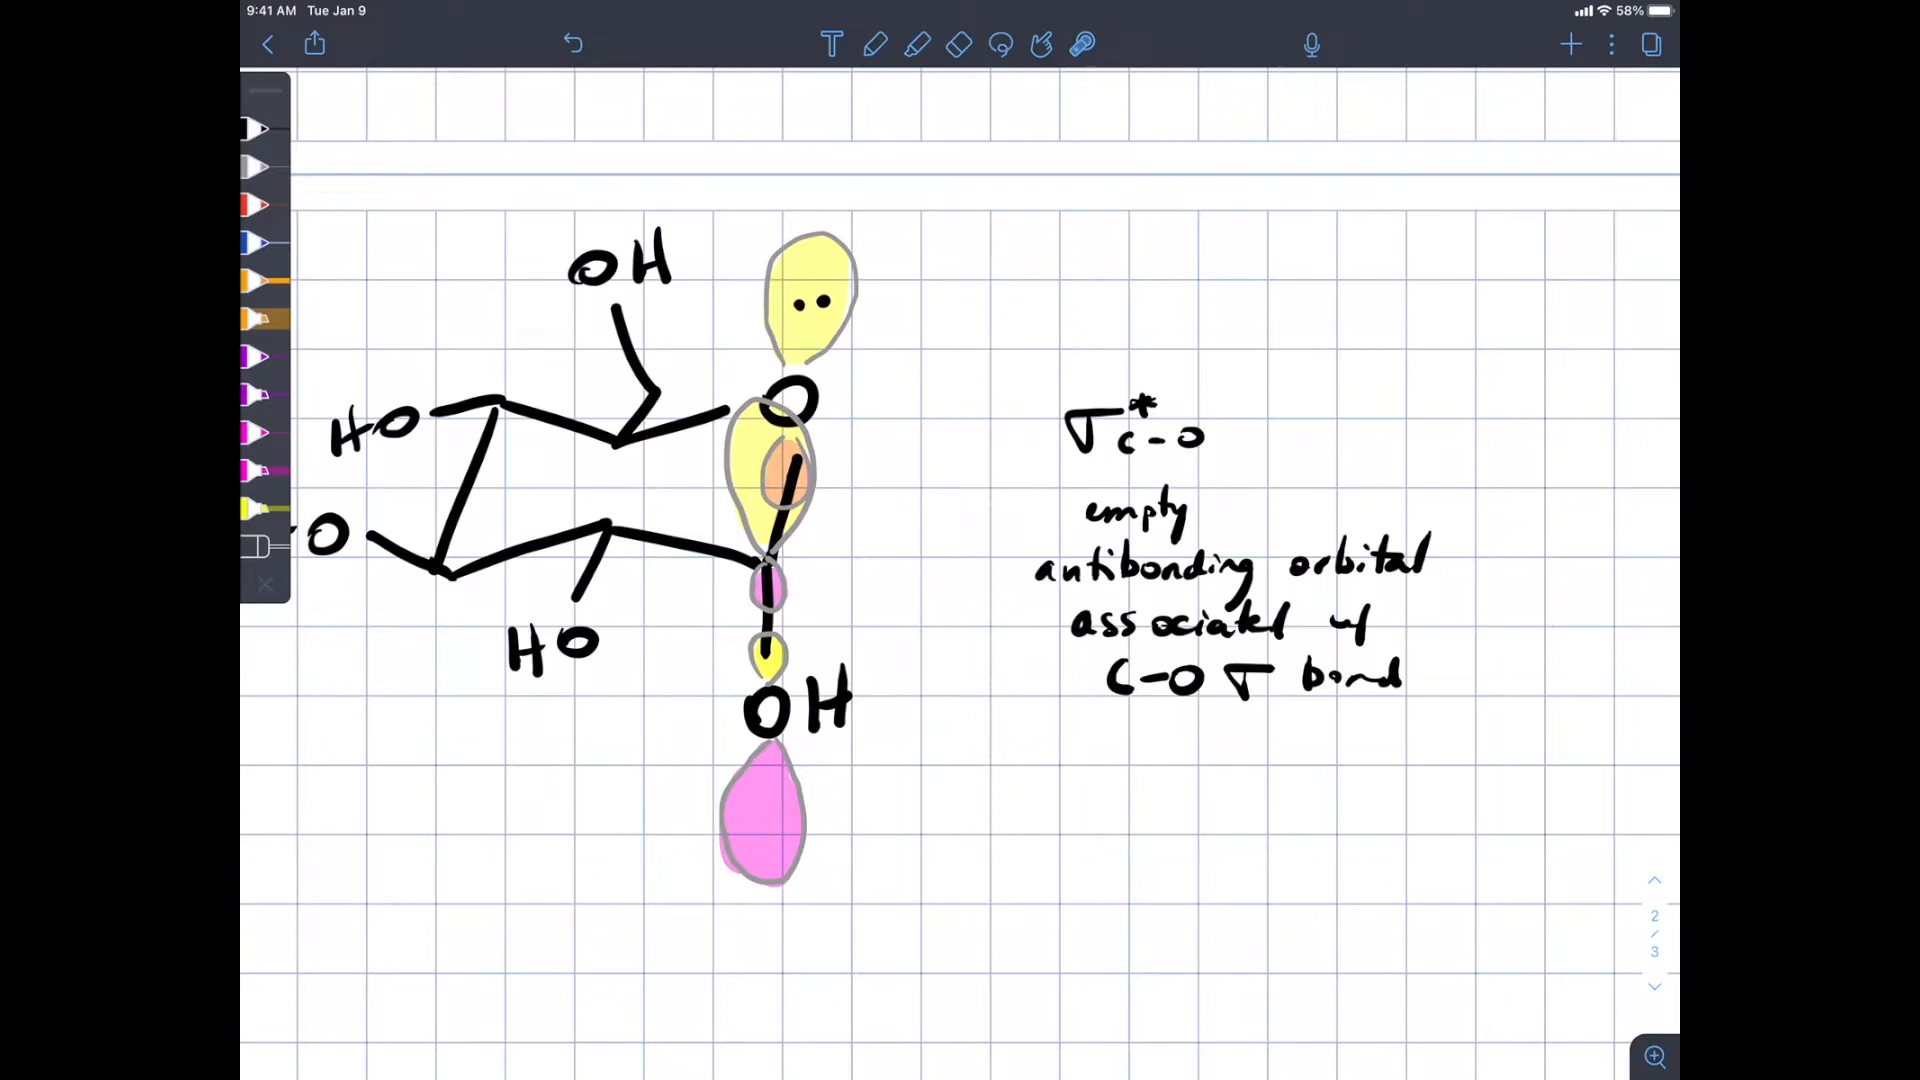 9:41 AM Tue Jan 9
58%
OH
O
HO
σ*C-O
O
empty
antibonding orbital
associated w/
HO
C-O σ bond
OH
2
/
3